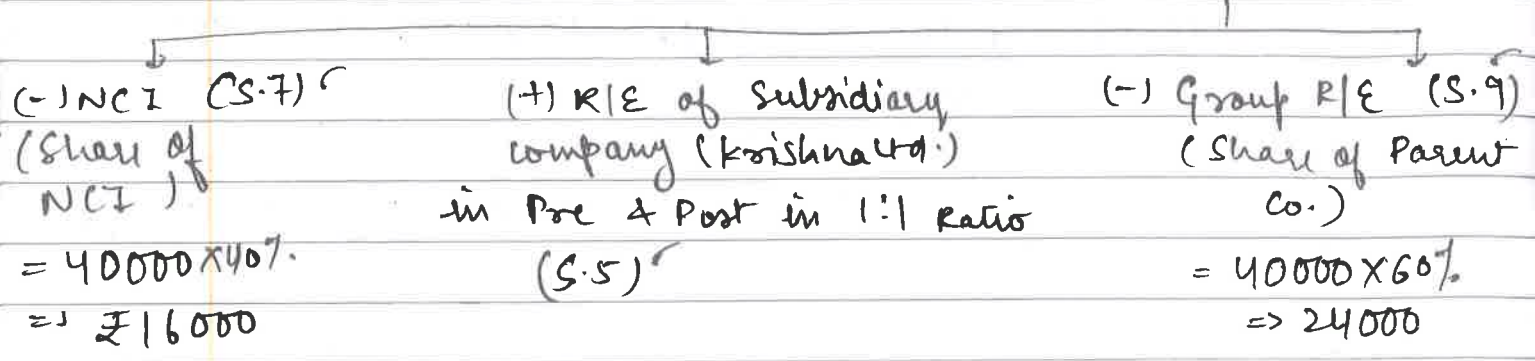 (-) NCI (S.7)
(Share of
NCI)
= 40000 X 40%
=> ₹16000
(+) R/E of Subsidiary
company (Krishna Ltd.)
in Pre & Post in 1:1 Ratio
(S.5)
(-) Group R/E (S.9)
(Share of Parent
Co.)
= 40000 X 60%
=> 24000